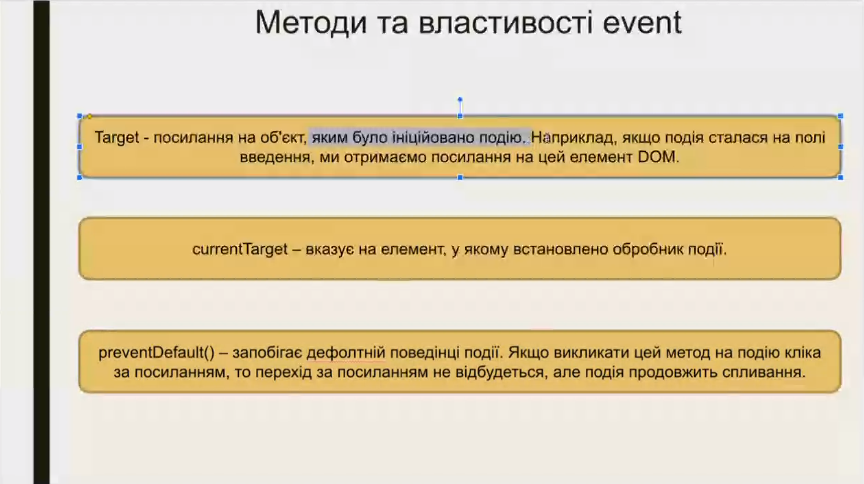 Методи та властивості event
Target - посилання на об'єкт, яким було ініційовано подію. Наприклад, якщо подія сталася на полі
введення, ми отримаємо посилання на цей елемент DOM.
currentTarget – вказує на елемент, у якому встановлено обробник події.
preventDefault() – запобігає дефолтній поведінці події. Якщо викликати цей метод на подію кліка
за посиланням, то перехід за посиланням не відбудеться, але подія продовжить спливання.